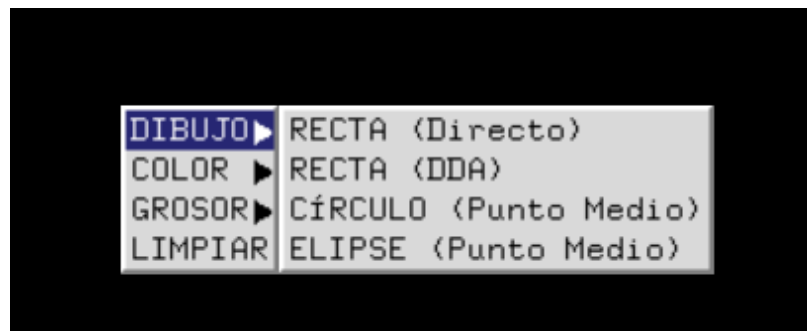 DIBUJO▶ RECTA (Directo)
COLOR ▶ RECTA (DDA)
GROSOR▶ CÍRCULO (Punto Medio)
LIMPIAR ELIPSE (Punto Medio)